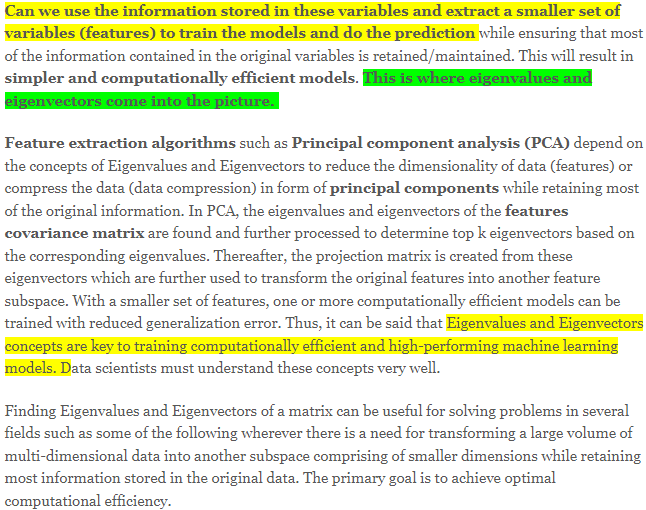 Can we use the information stored in these variables and extract a smaller set of
variables (features) to train the models and do the prediction while ensuring that most
of the information contained in the original variables is retained/maintained. This will result in
simpler and computationally efficient models. This is where eigenvalues and
eigenvectors come into the picture.
Feature extraction algorithms such as Principal component analysis (PCA) depend on
the concepts of Eigenvalues and Eigenvectors to reduce the dimensionality of data (features) or
compress the data (data compression) in form of principal components while retaining most
of the original information. In PCA, the eigenvalues and eigenvectors of the features
covariance matrix are found and further processed to determine top k eigenvectors based on
the corresponding eigenvalues. Thereafter, the projection matrix is created from these
eigenvectors which are further used to transform the original features into another feature
subspace. With a smaller set of features, one or more computationally efficient models can be
trained with reduced generalization error. Thus, it can be said that Eigenvalues and Eigenvectors
concepts are key to training computationally efficient and high-performing machine learning
models. Data scientists must understand these concepts very well.
Finding Eigenvalues and Eigenvectors of a matrix can be useful for solving problems in several
fields such as some of the following wherever there is a need for transforming a large volume of
multi-dimensional data into another subspace comprising of smaller dimensions while retaining
most information stored in the original data. The primary goal is to achieve optimal
computational efficiency.